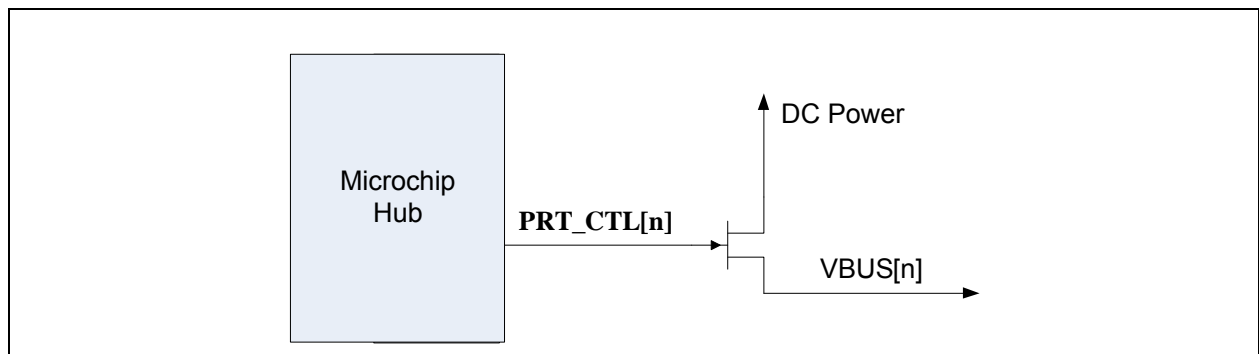 Microchip
Hub
PRT_CTL[n]
DC Power
VBUS[n]